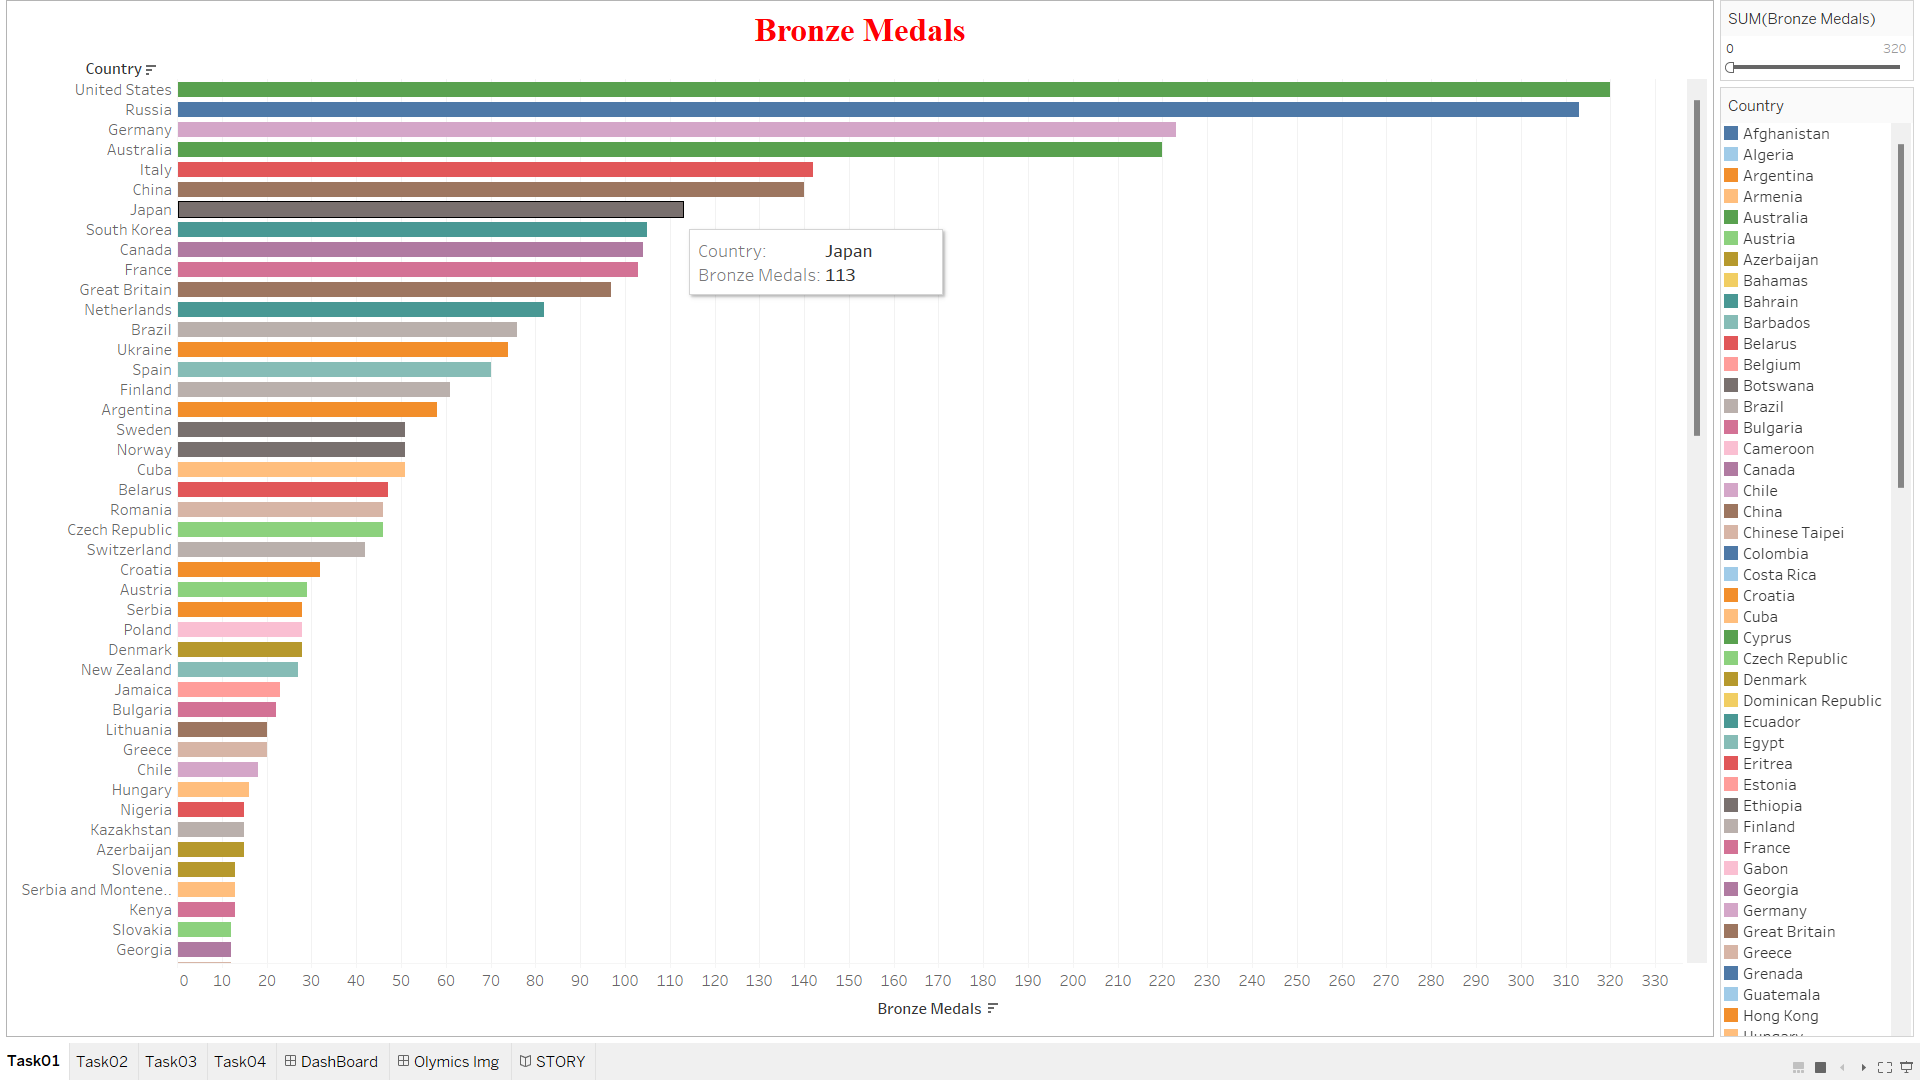 Bronze Medals
Country
United States
Russia
Germany
Australia
Italy
China
Japan
South Korea
Canada
France
Great Britain
Netherlands
Brazil
Ukraine
Spain
Finland
Argentina
Sweden
Norway
Cuba
Belarus
Romania
Czech Republic
Switzerland
Croatia
Austria
Serbia
Poland
Denmark
New Zealand
Jamaica
Bulgaria
Lithuania
Greece
Chile
Hungary
Nigeria
Kazakhstan
Azerbaijan
Slovenia
Serbia and Montene..
Kenya
Slovakia
Georgia
Country: Japan
Bronze Medals: 113
0 10 20 30 40 50 60 70 80 90 100 110 120 130 140 150 160 170 180 190 200 210 220 230 240 250 260 270 280 290 300 310 320 330
Bronze Medals
SUM(Bronze Medals)
0 320
Country
Afghanistan
Algeria
Argentina
Armenia
Australia
Austria
Azerbaijan
Bahamas
Bahrain
Barbados
Belarus
Belgium
Botswana
Brazil
Bulgaria
Cameroon
Canada
Chile
China
Chinese Taipei
Colombia
Costa Rica
Croatia
Cuba
Cyprus
Czech Republic
Denmark
Dominican Republic
Ecuador
Egypt
Eritrea
Estonia
Ethiopia
Finland
France
Gabon
Georgia
Germany
Great Britain
Greece
Grenada
Guatemala
Hong Kong
Task01 Task02 Task03 Task04 DashBoard Olymics Img STORY